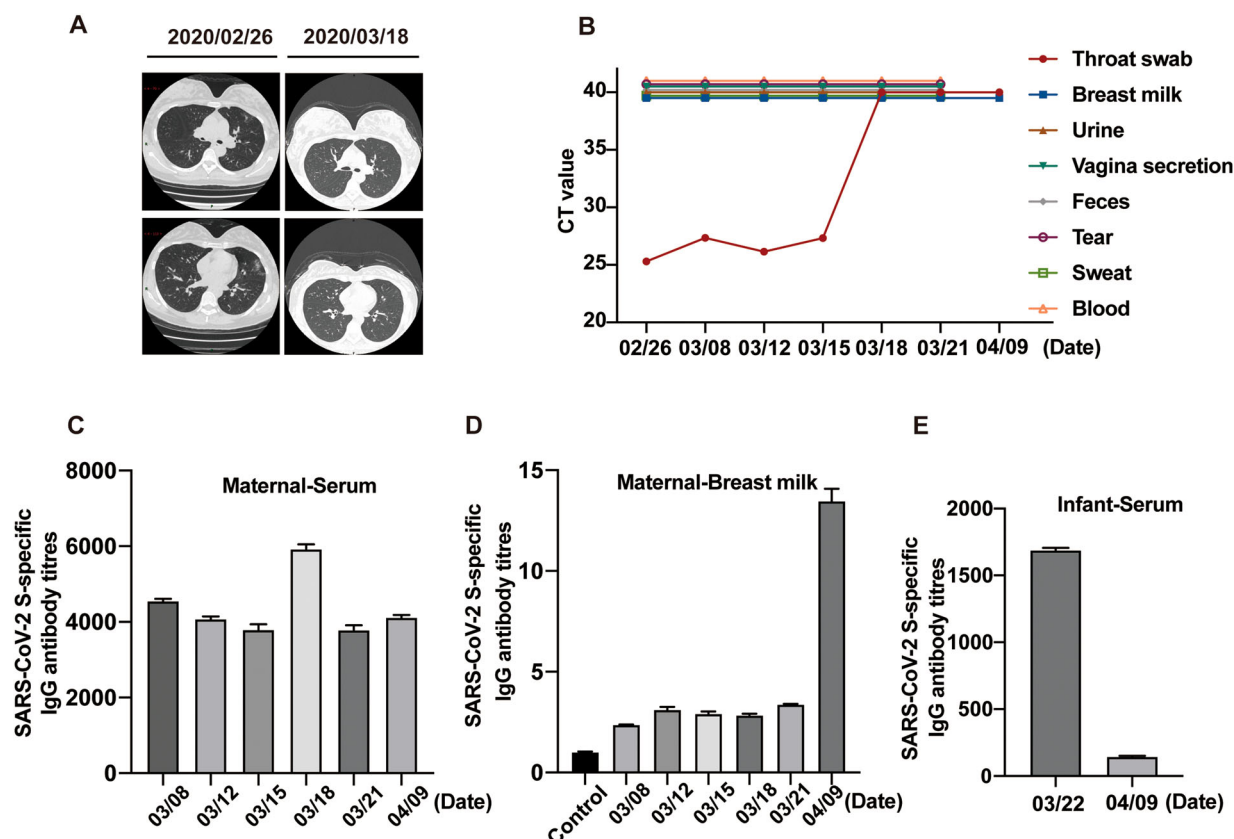 A
2020/02/26 2020/03/18
B
CT value
40
35
30
25
20
02/26 03/08 03/12 03/15 03/18 03/21 04/09 (Date)
Throat swab
Breast milk
Urine
Vagina secretion
Feces
Tear
Sweat
Blood
C
Maternal-Serum
SARS-CoV-2 S-specific
IgG antibody titres
8000
6000
4000
2000
0
03/08 03/12 03/15 03/18 03/21 04/09 (Date)
D
Maternal-Breast milk
SARS-CoV-2 S-specific
IgG antibody titres
15
10
5
0
Control 03/08 03/12 03/15 03/18 03/21 04/09 (Date)
E
Infant-Serum
SARS-CoV-2 S-specific
IgG antibody titres
2000
1500
1000
500
0
03/22 04/09 (Date)